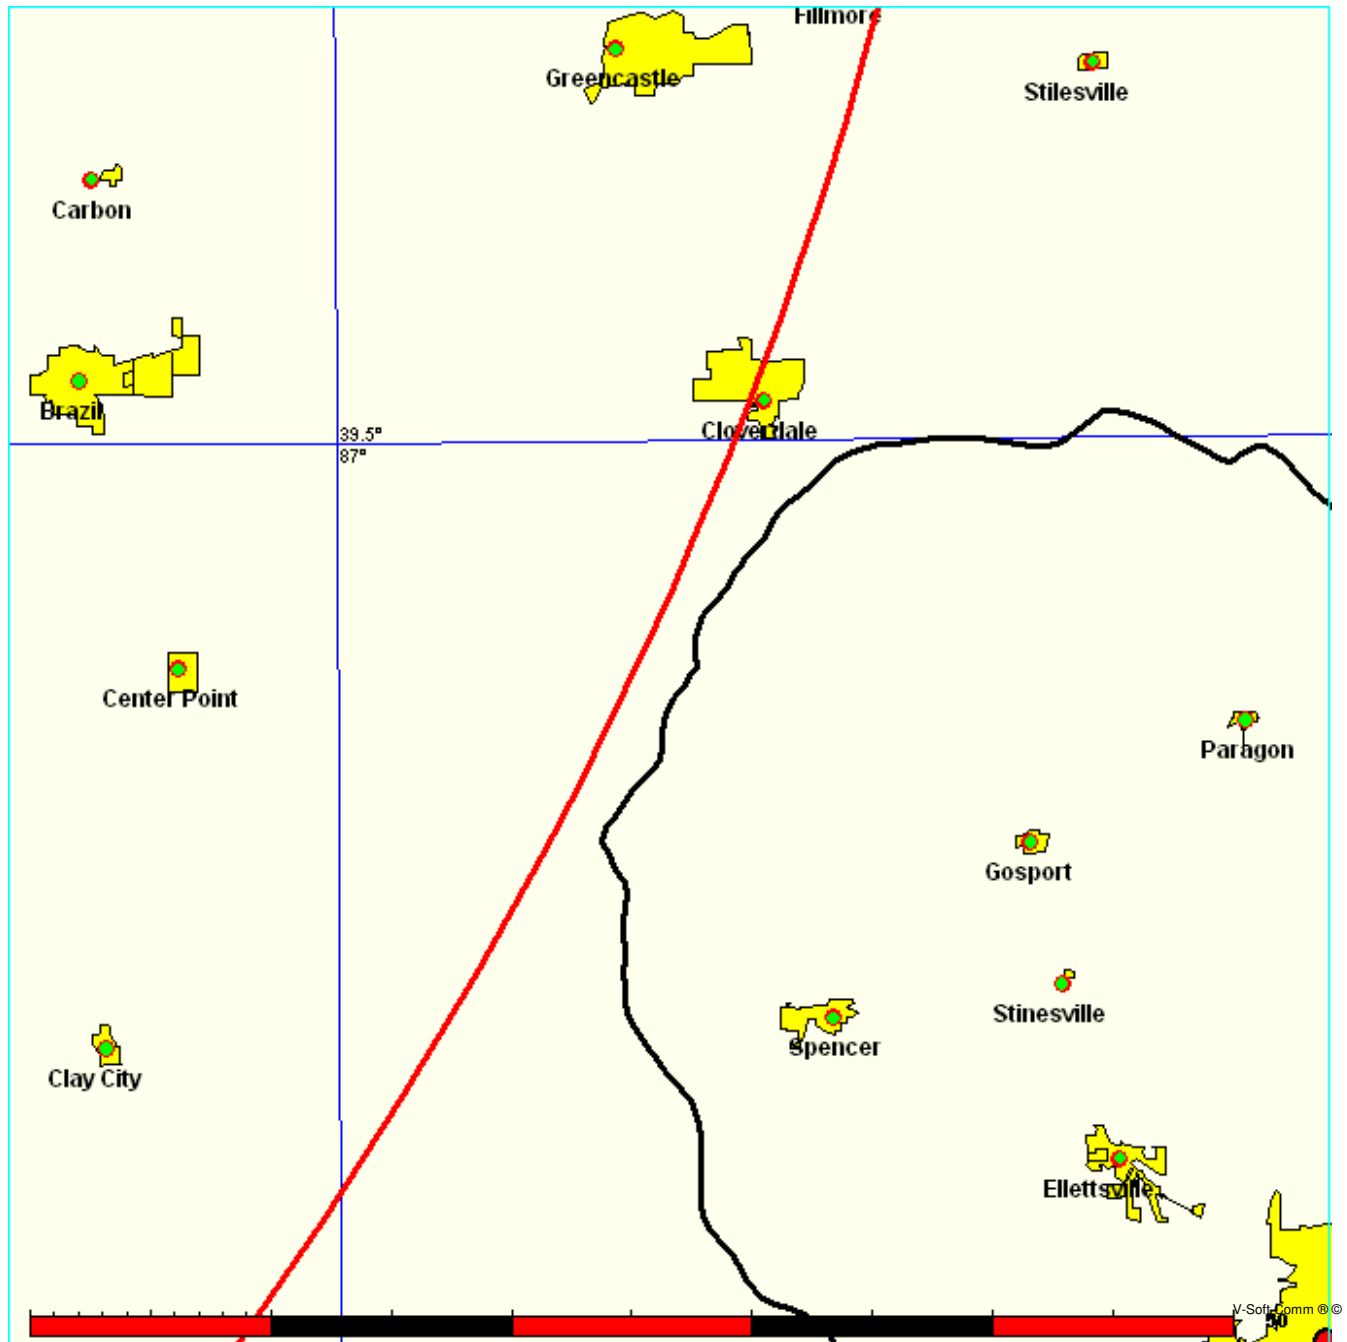 Fillmore
Greencastle
Stilesville
Carbon
Brazil
Cloverdale
39.5°
87°
Center Point
Paragon
Gosport
Stinesville
Spencer
Clay City
Ellettsville
V-Soft Comm ® ©
50